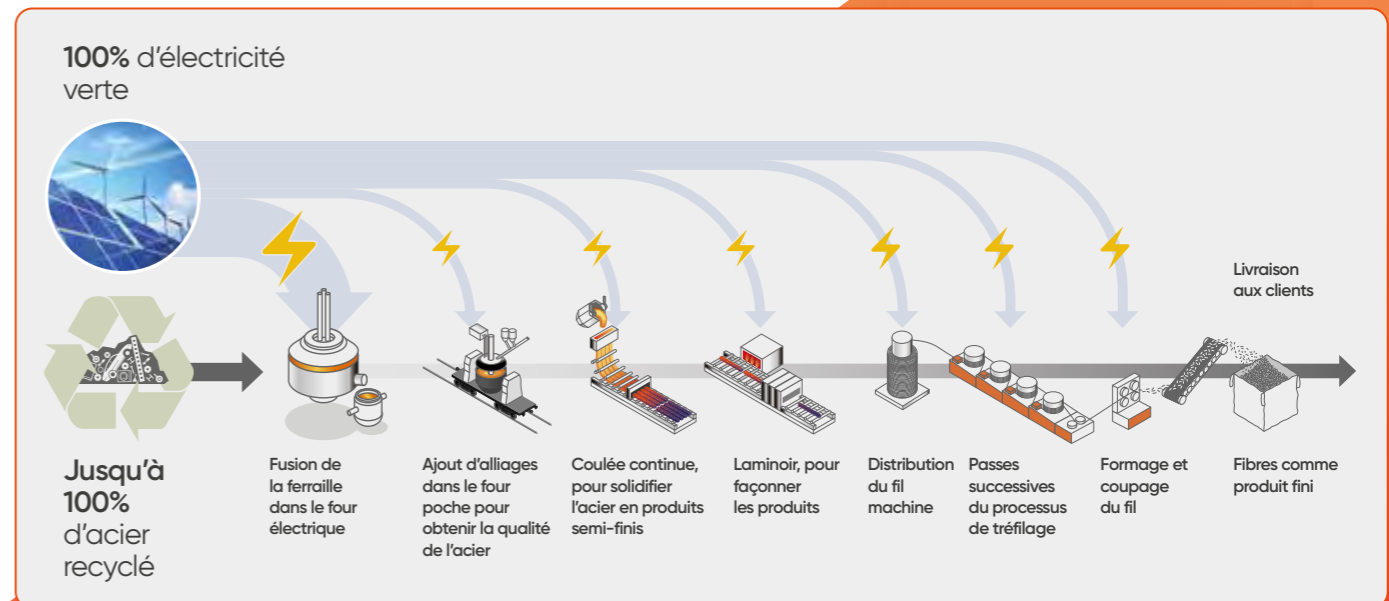 100% d'électricité
verte
Livraison
aux clients
Jusqu'à
100%
d'acier
recyclé
Fusion de
la ferraille
dans le four
électrique
Ajout d'alliages
dans le four
poche pour
obtenir la qualité
de l'acier
Coulée continue,
pour solidifier
l'acier en produits
semi-finis
Laminoir, pour
façonner
les produits
Distribution
du fil
machine
Passes
successives
du processus
de tréfilage
Formage et
coupage
du fil
Fibres comme
produit fini